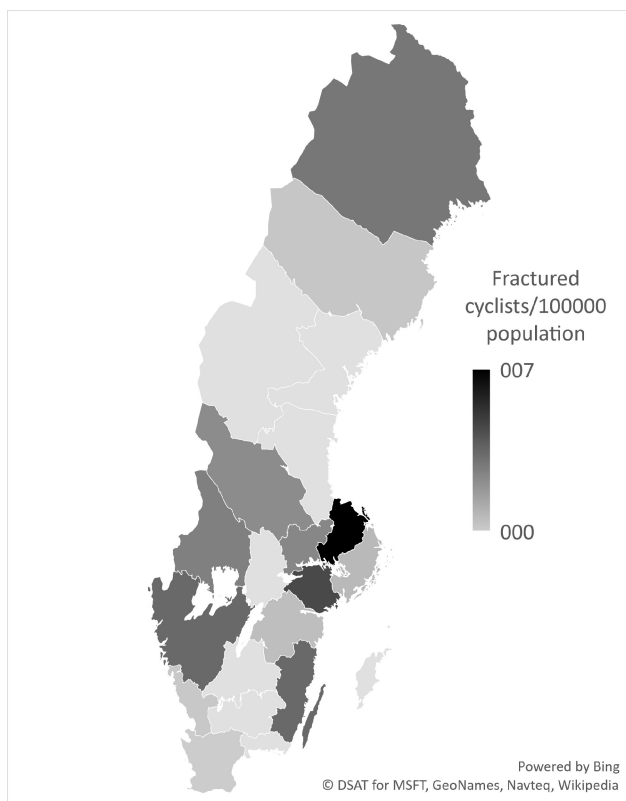 Fractured
cyclists/100000
population
007
000
Powered by Bing
© DSAT for MSFT, GeoNames, Navteq, Wikipedia